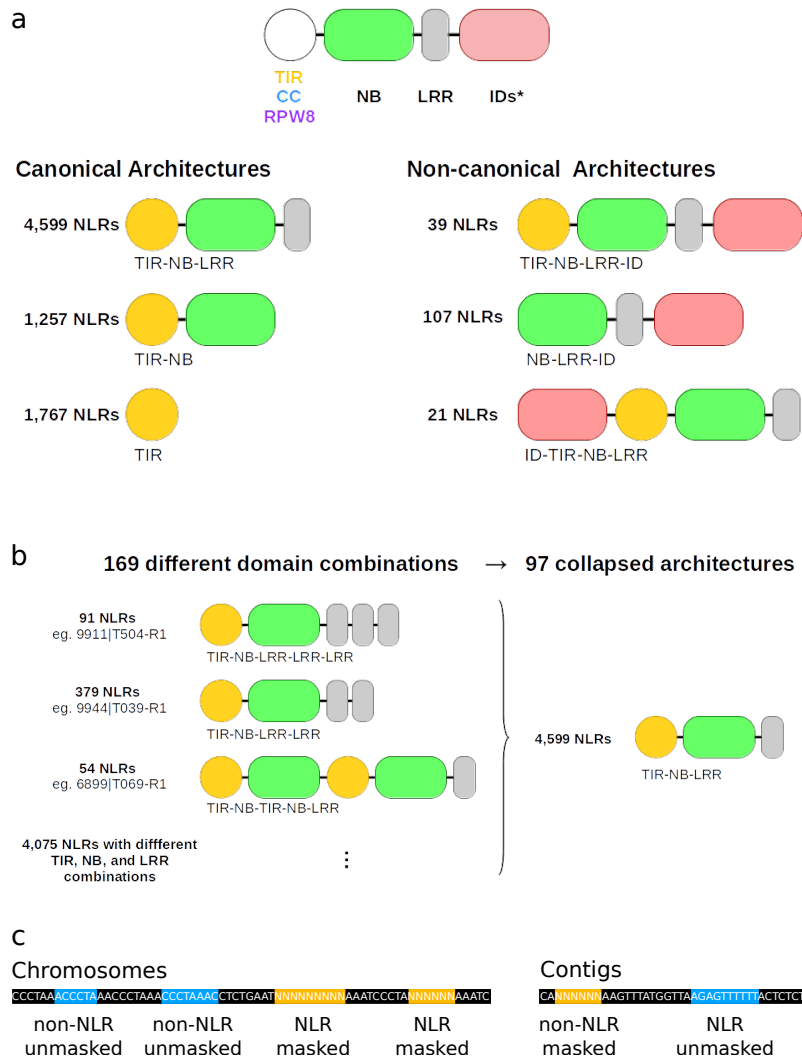 a
TIR
CC
RPW8
NB
LRR
IDs*
Canonical Architectures
Non-canonical Architectures
4,599 NLRs
TIR-NB-LRR
39 NLRs
TIR-NB-LRR-ID
1,257 NLRs
TIR-NB
107 NLRs
NB-LRR-ID
1,767 NLRs
TIR
21 NLRs
ID-TIR-NB-LRR
b
169 different domain combinations → 97 collapsed architectures
91 NLRs
eg. 9911|T504-R1
TIR-NB-LRR-LRR-LRR
379 NLRs
eg. 9944|T039-R1
TIR-NB-LRR-LRR
54 NLRs
eg. 6899|T069-R1
TIR-NB-TIR-NB-LRR
4,075 NLRs with diffferent
TIR, NB, and LRR
combinations
⋮
4,599 NLRs
TIR-NB-LRR
c
Chromosomes
CCCTAAACCCTAAACCCTAAACCCTAAACCTCTGAATNNNNNNNNNAAATCCCTANNNNNNAAATC
non-NLR
unmasked
non-NLR
unmasked
NLR
masked
NLR
masked
Contigs
CANNNNNNAAGTTTATGGTTAAGAGTTTTTTACTCTCT
non-NLR
masked
NLR
unmasked